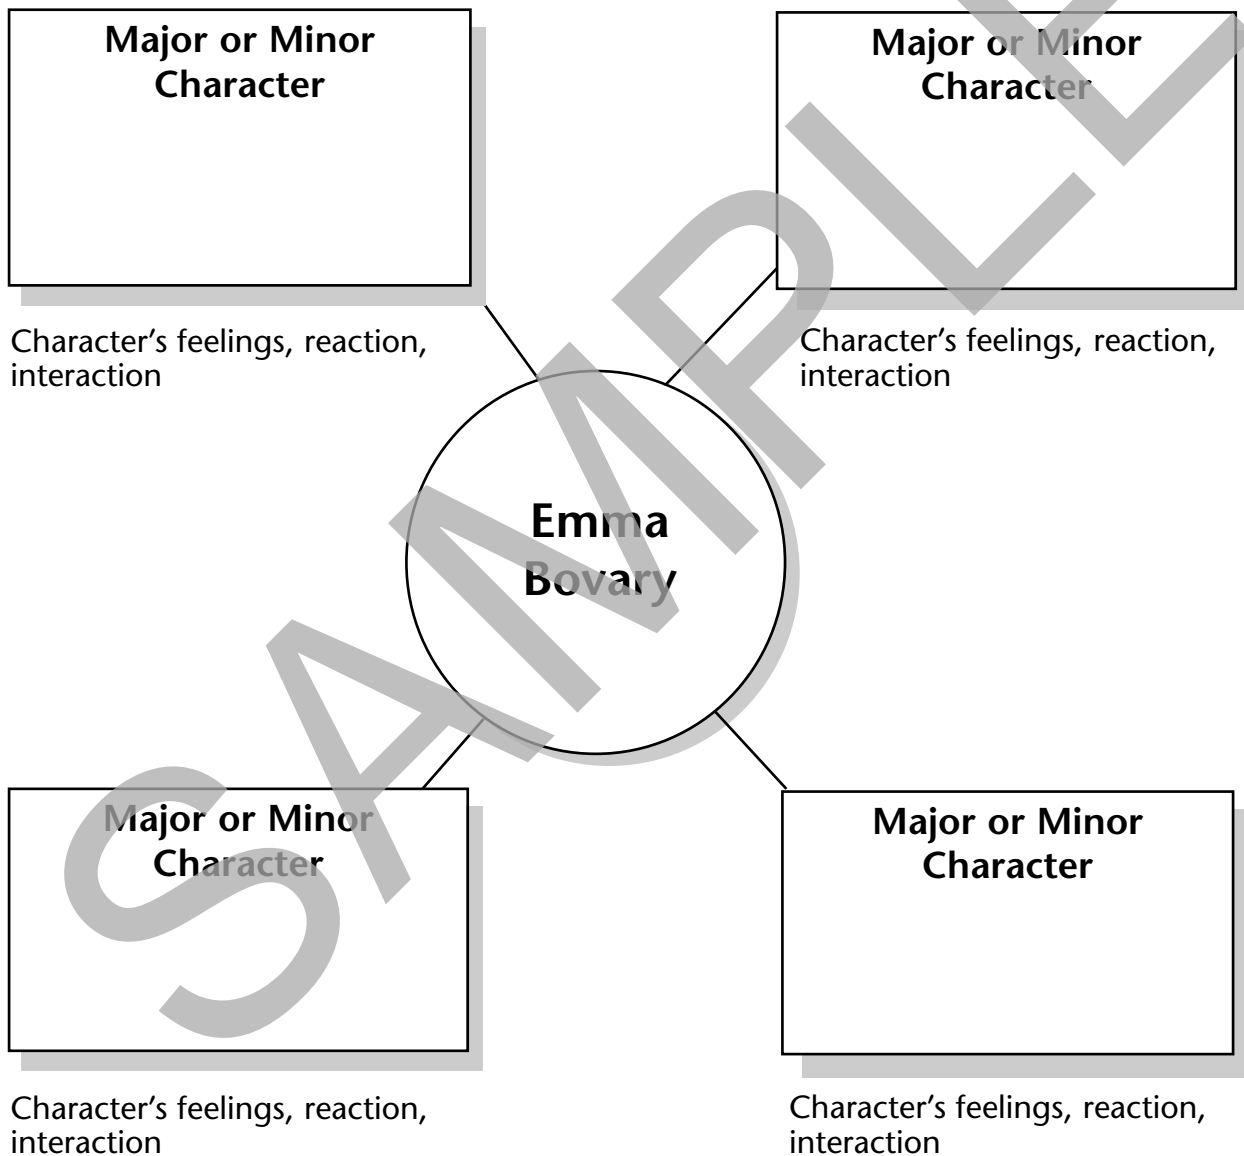 Major or Minor
Character
Major or Minor
Character
Character's feelings, reaction,
interaction
Character's feelings, reaction,
interaction
Emma
Bovary
Major or Minor
Character
Major or Minor
Character
Character's feelings, reaction,
interaction
Character's feelings, reaction,
interaction
SAMPLE